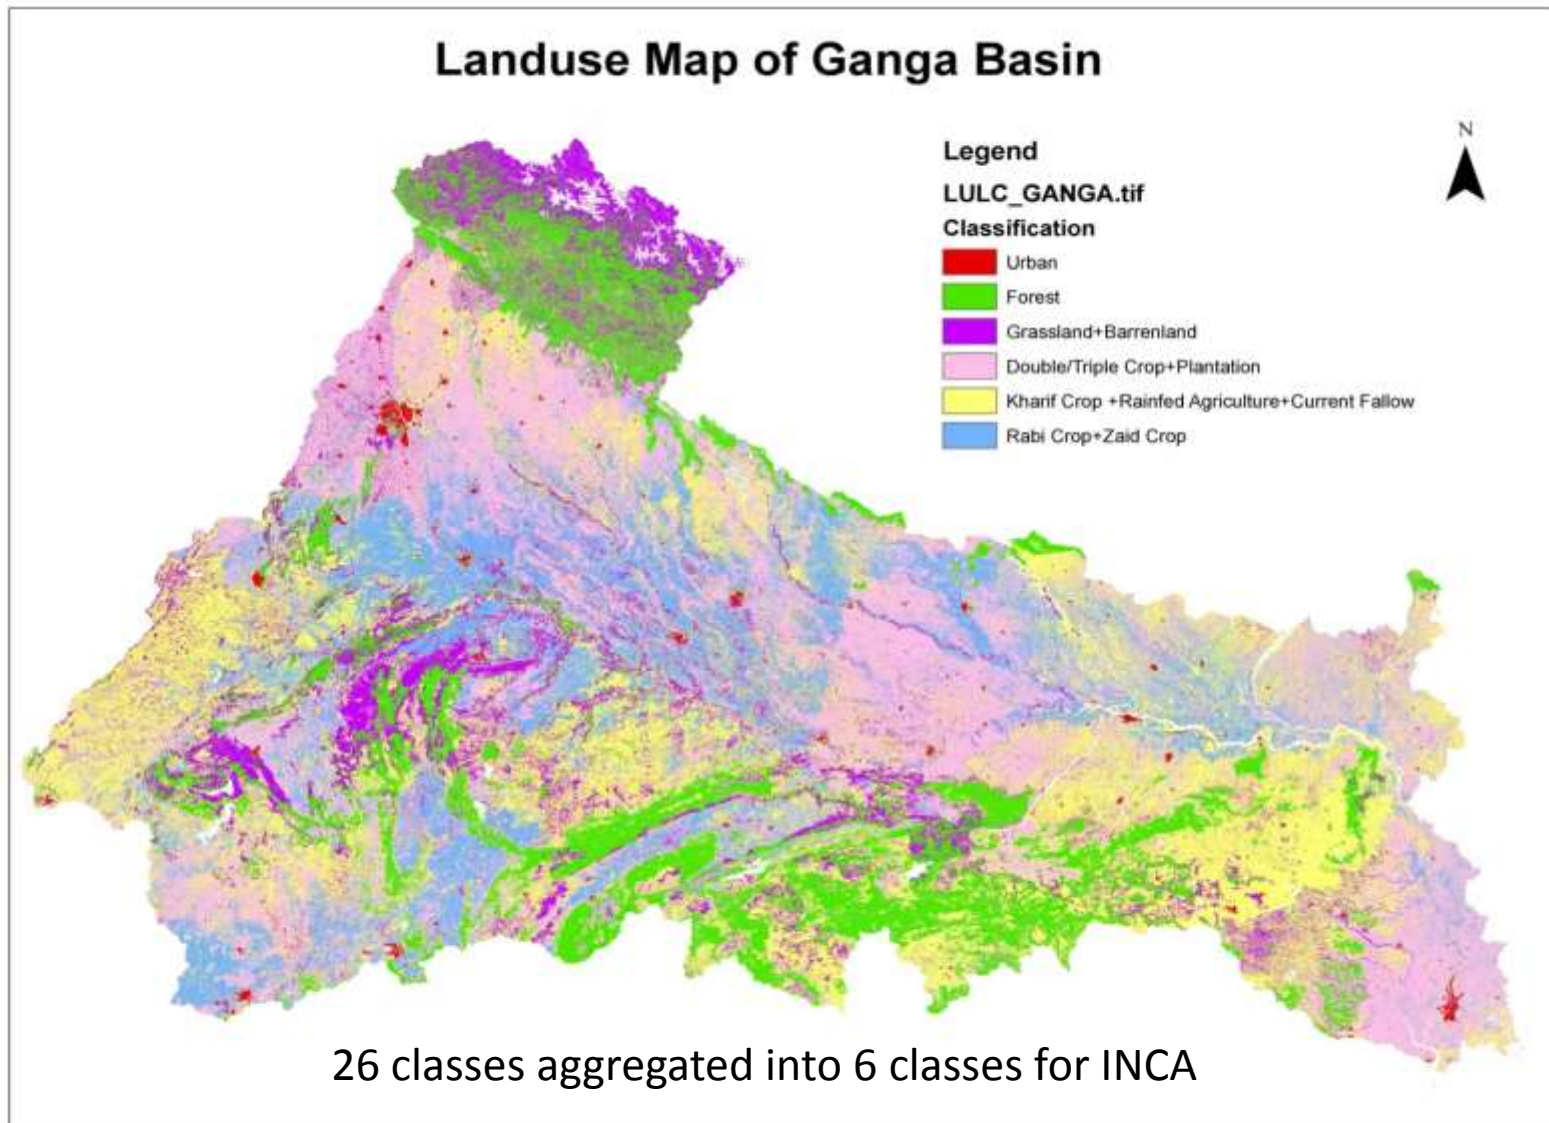 Landuse Map of Ganga Basin
N
Legend
LULC_GANGA.tif
Classification
Urban
Forest
Grassland+Barrenland
Double/Triple Crop+Plantation
Kharif Crop +Rainfed Agriculture+Current Fallow
Rabi Crop+Zaid Crop
26 classes aggregated into 6 classes for INCA